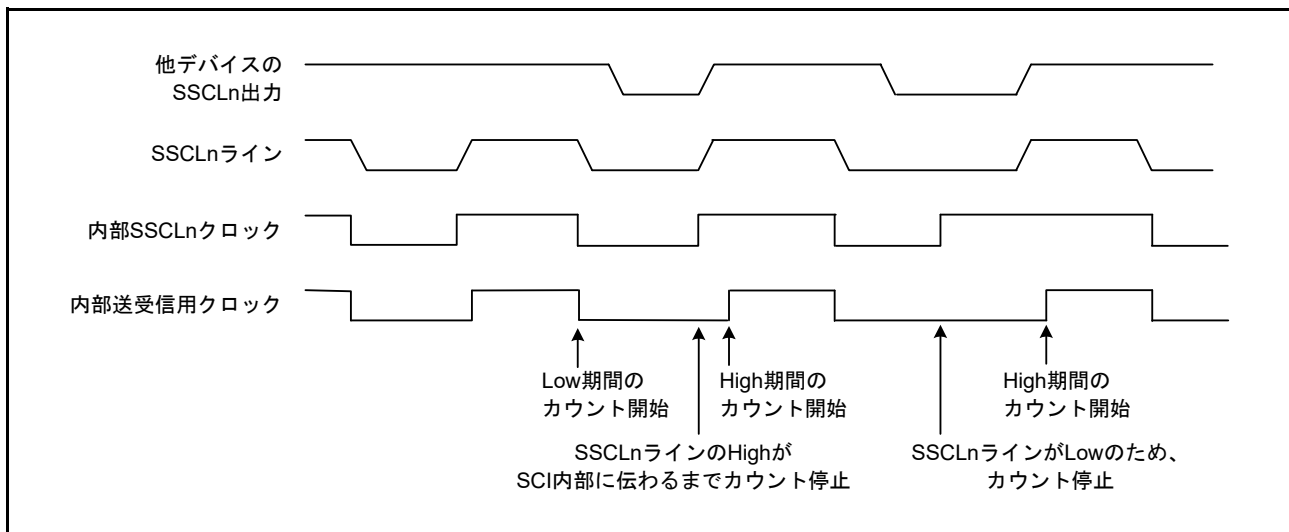 他デバイスの
SSCLn出力
SSCLnライン
内部SSCLnクロック
内部送受信用クロック
Low期間の
カウント開始
High期間の
カウント開始
High期間の
カウント開始
SSCLnラインのHighが
SCI内部に伝わるまでカウント停止
SSCLnラインがLowのため、
カウント停止